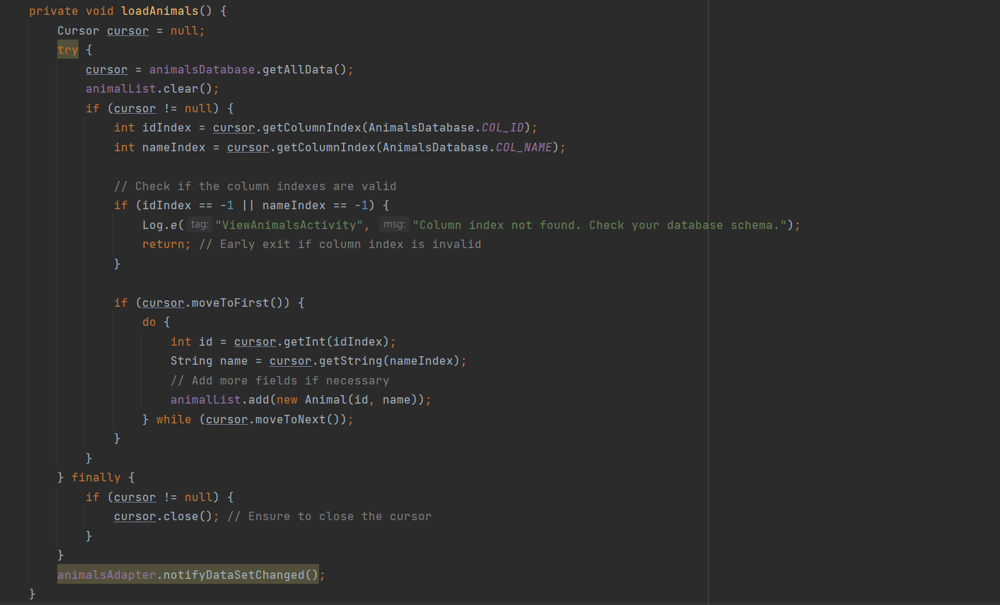 private void loadAnimals() {
Cursor cursor = null;
try {
cursor = animalsDatabase.getAllData();
animalList.clear();
if (cursor != null) {
int idIndex = cursor.getColumnIndex(AnimalsDatabase.COL_ID);
int nameIndex = cursor.getColumnIndex(AnimalsDatabase.COL_NAME);
// Check if the column indexes are valid
if (idIndex == -1 || nameIndex == -1) {
Log.e( tag: "ViewAnimalsActivity", msg: "Column index not found. Check your database schema.");
return; // Early exit if column index is invalid
}
if (cursor.moveToFirst()) {
do {
int id = cursor.getInt(idIndex);
String name = cursor.getString(nameIndex);
// Add more fields if necessary
animalList.add(new Animal(id, name));
} while (cursor.moveToNext());
}
}
} finally {
if (cursor != null) {
cursor.close(); // Ensure to close the cursor
}
}
animalsAdapter.notifyDataSetChanged();
}